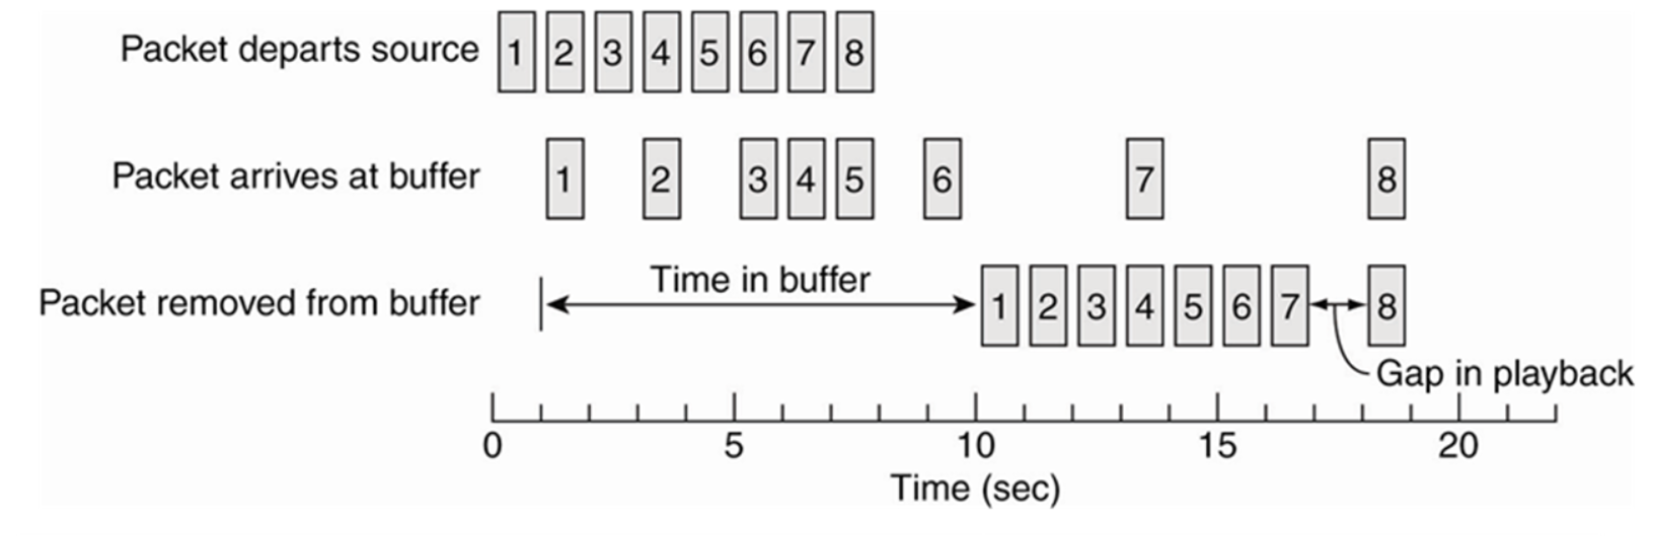 Packet departs source 1 2 3 4 5 6 7 8
Packet arrives at buffer 1 2 3 4 5 6 7 8
Time in buffer
Packet removed from buffer 1 2 3 4 5 6 7 8
Gap in playback
0 5 10 15 20
Time (sec)